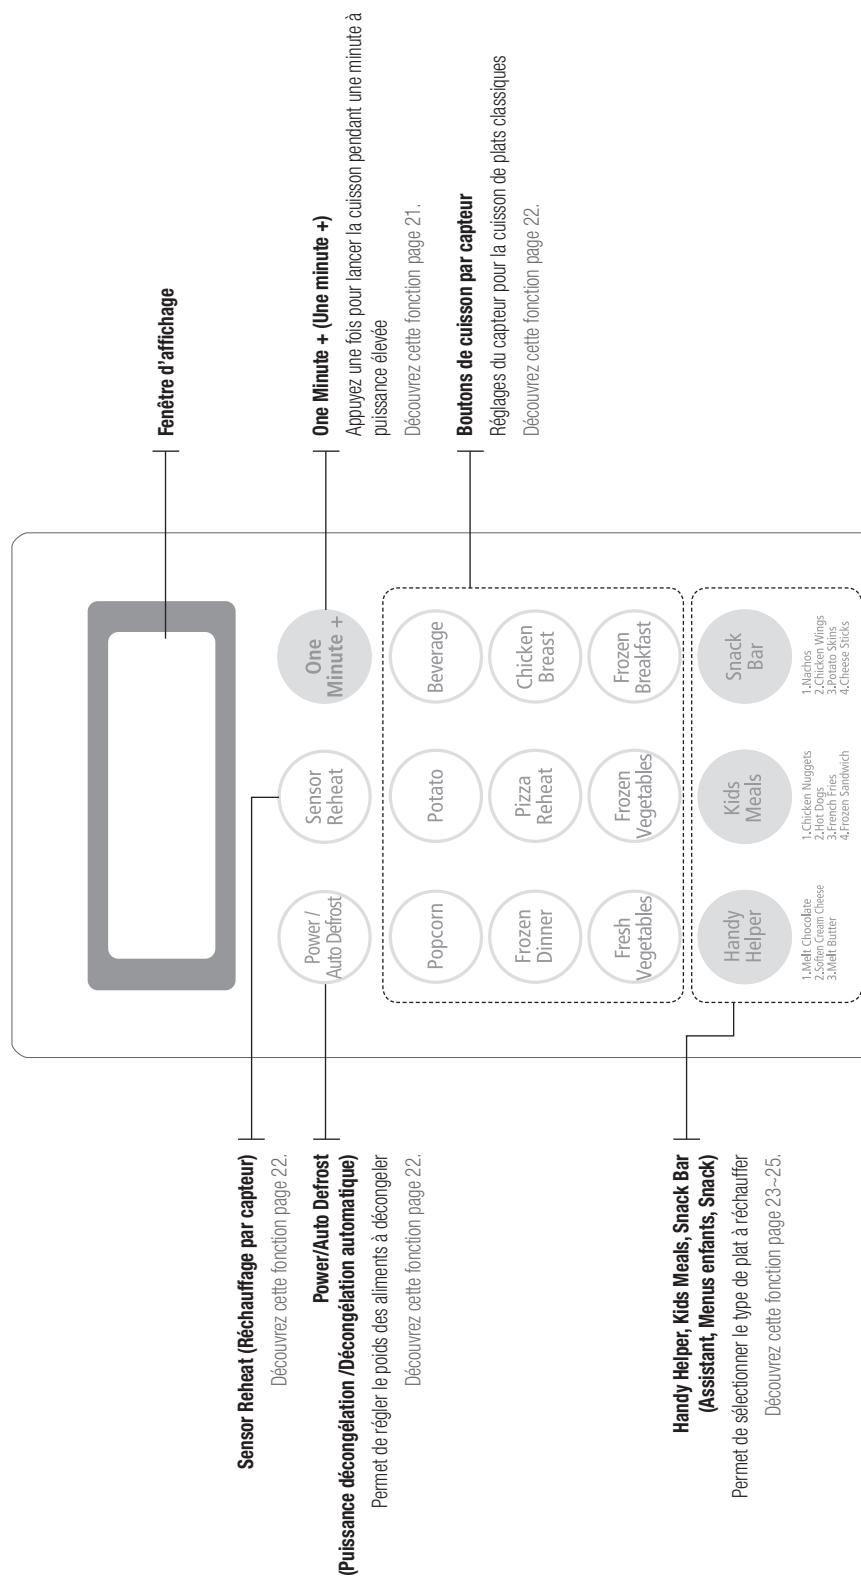 Fenêtre d'affichage
One Minute + (Une minute +)
Appuyez une fois pour lancer la cuisson pendant une minute à
puissance élevée
Découvrez cette fonction page 21.
Boutons de cuisson par capteur
Réglages du capteur pour la cuisson de plats classiques
Découvrez cette fonction page 22.
Power /
Auto Defrost
Sensor
Reheat
One
Minute +
Popcorn
Potato
Beverage
Frozen
Dinner
Pizza
Reheat
Chicken
Breast
Fresh
Vegetables
Frozen
Vegetables
Frozen
Breakfast
Handy
Helper
Kids
Meals
Snack
Bar
1.Melt Chocolate
2.Soften Cream Cheese
3.Melt Butter
1.Chicken Nuggets
2.Hot Dogs
3.French Fries
4.Frozen Sandwich
1.Nachos
2.Chicken Wings
3.Potato Skins
4.Cheese Sticks
Sensor Reheat (Réchauffage par capteur)
Découvrez cette fonction page 22.
Power/Auto Defrost
(Puissance décongélation /Décongélation automatique)
Permet de régler le poids des aliments à décongeler
Découvrez cette fonction page 22.
Handy Helper, Kids Meals, Snack Bar
(Assistant, Menus enfants, Snack)
Permet de sélectionner le type de plat à réchauffer
Découvrez cette fonction page 23~25.